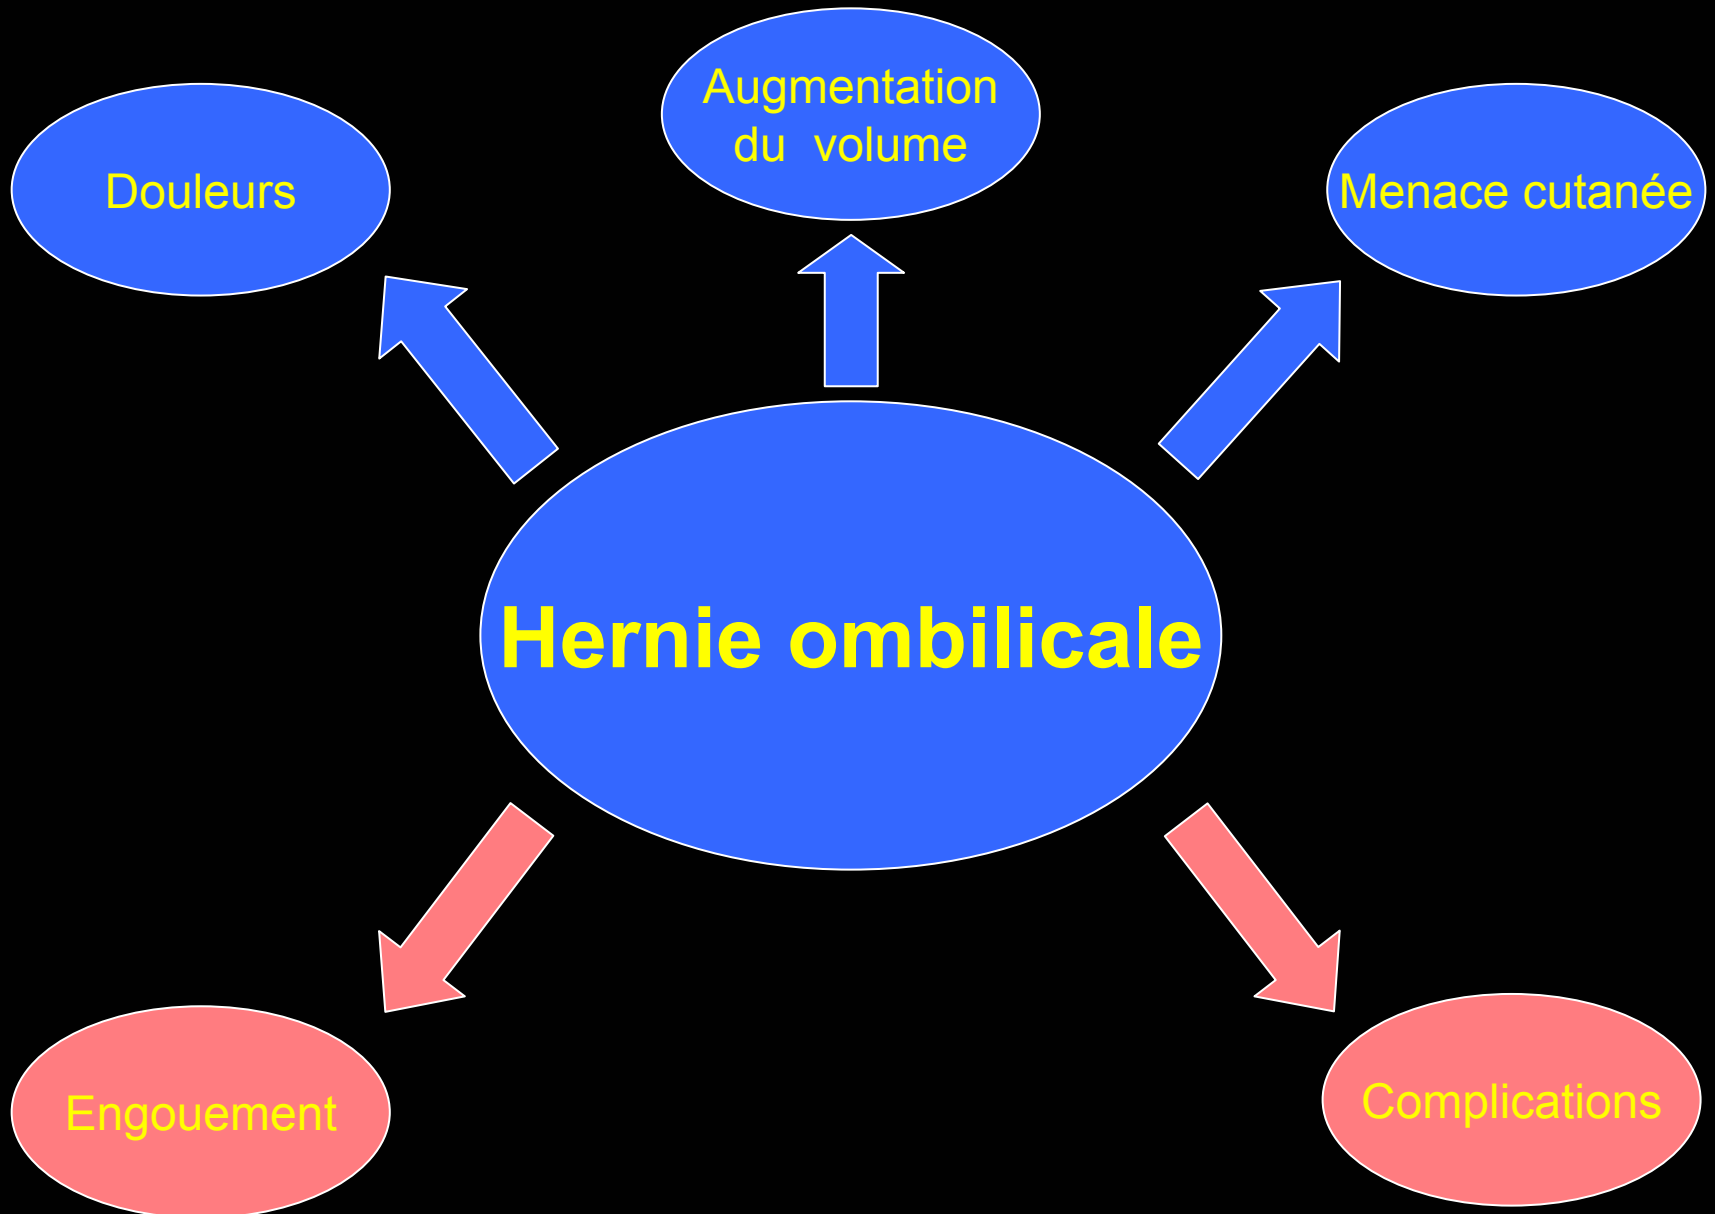 Augmentation
du  volume
Douleurs
Menace cutanée
Hernie ombilicale
Engouement
Complications